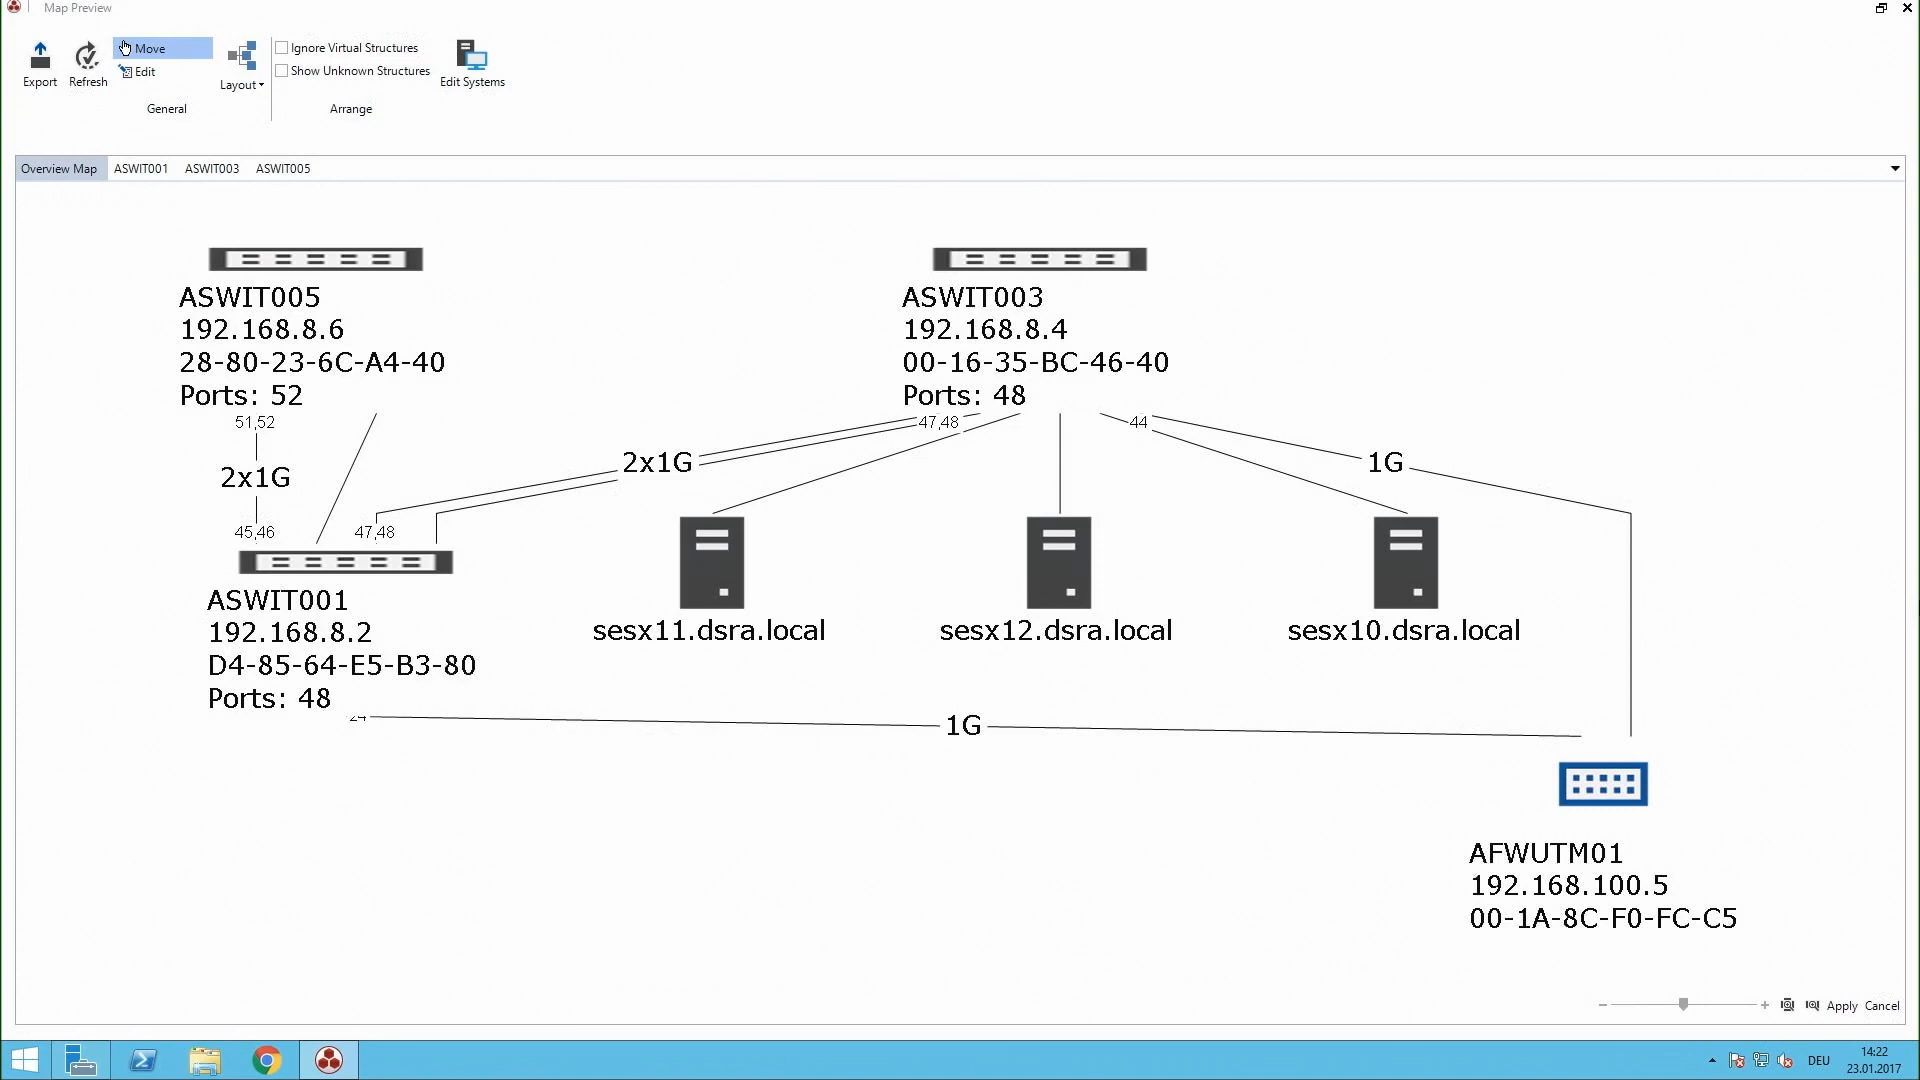 Map Preview
Export
Refresh
Move
Edit
General
Layout
Ignore Virtual Structures
Show Unknown Structures
Arrange
Edit Systems
Overview Map
ASWIT001
ASWIT003
ASWIT005
ASWIT005
192.168.8.6
28-80-23-6C-A4-40
Ports: 52
51,52
2x1G
45,46
ASWIT003
192.168.8.4
00-16-35-BC-46-40
Ports: 48
47,48
44
2x1G
1G
47,48
ASWIT001
192.168.8.2
D4-85-64-E5-B3-80
Ports: 48
24
sesx11.dsra.local
sesx12.dsra.local
sesx10.dsra.local
1G
AFWUTM01
192.168.100.5
00-1A-8C-F0-FC-C5
Apply
Cancel
DEU
14:22
23.01.2017